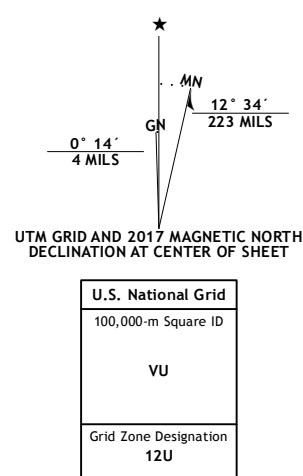 ★
MN
GN
12° 34´
223 MILS
0° 14´
4 MILS
UTM GRID AND 2017 MAGNETIC NORTH
DECLINATION AT CENTER OF SHEET
U.S. National Grid
100,000-m Square ID
VU
Grid Zone Designation
12U